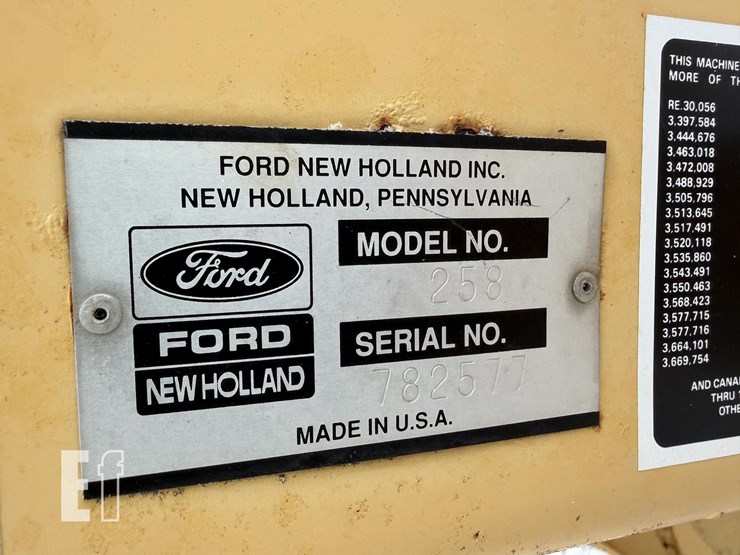 FORD NEW HOLLAND INC.
NEW HOLLAND, PENNSYLVANIA
Ford
FORD
NEW HOLLAND
MODEL NO.
258
SERIAL NO.
782577
MADE IN U.S.A.
THIS MACHINE
MORE OF TH
RE.30,056
3,397,584
3,444,676
3,463,018
3,472,008
3,488,929
3,505,796
3,513,645
3,517,491
3,520,118
3,535,860
3,543,491
3,550,463
3,568,423
3,577,715
3,577,716
3,664,101
3,669,754
AND CANA
THRU
OTHE
Ef